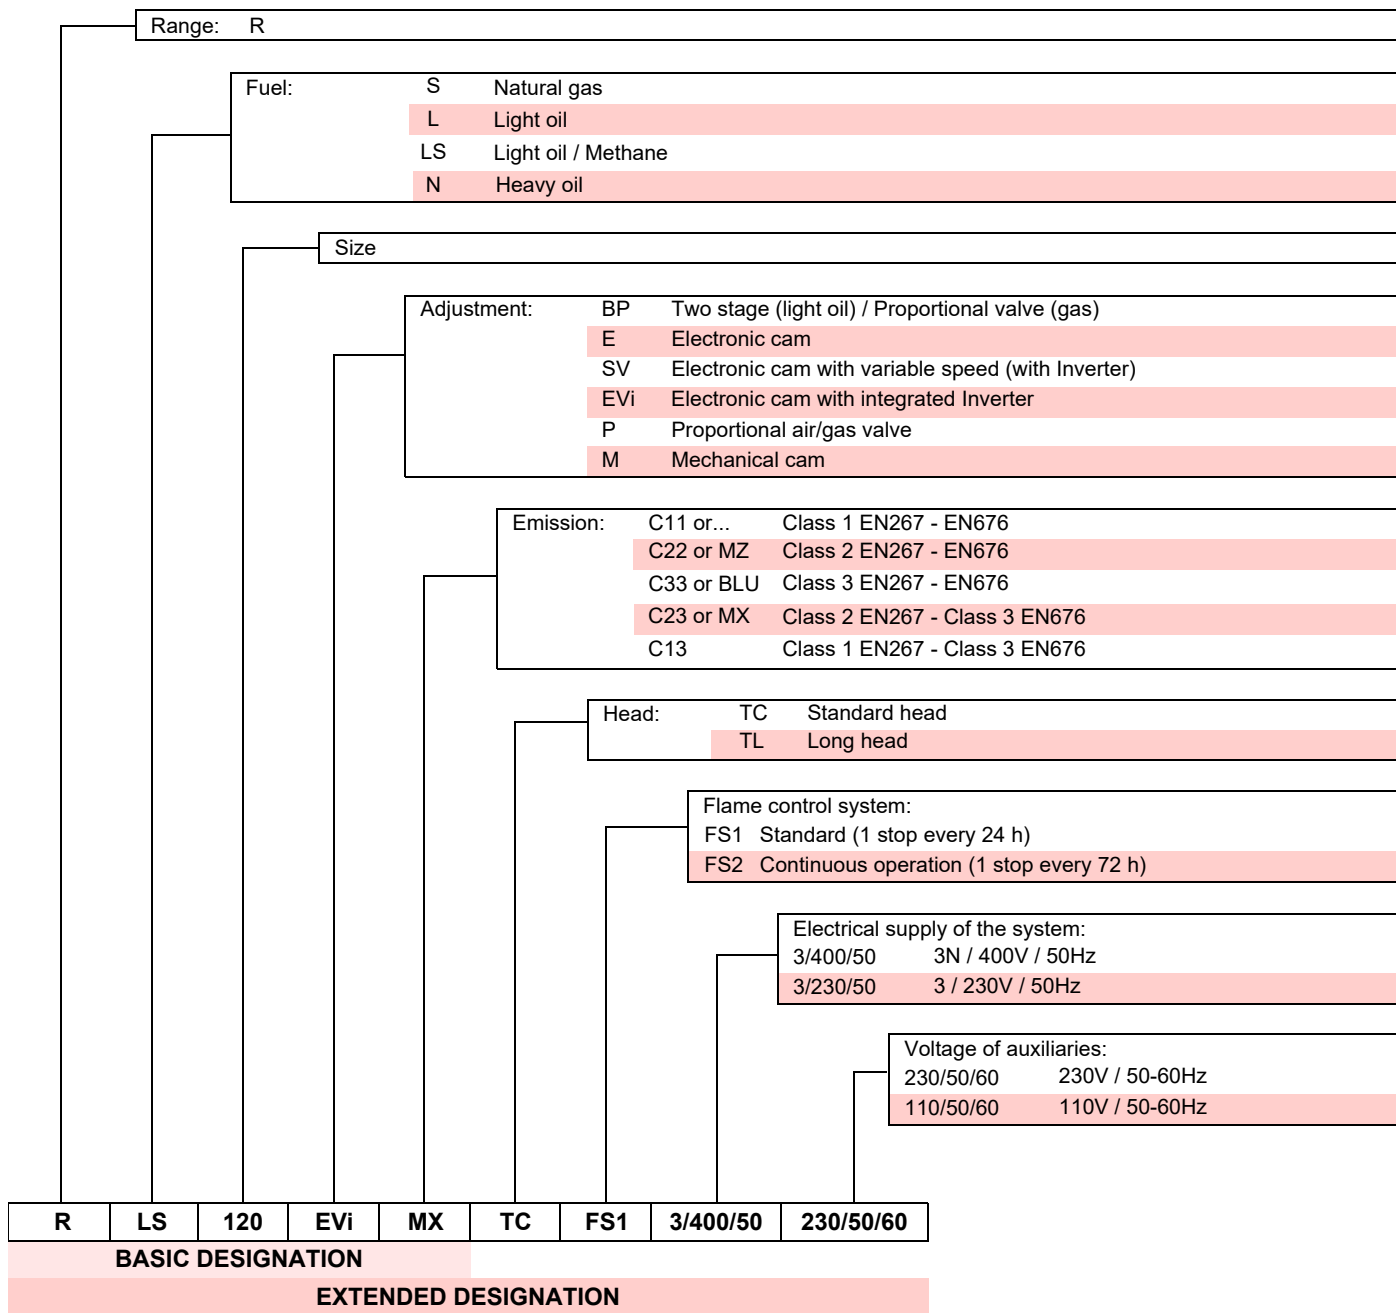 Range: R
Fuel: S Natural gas
L Light oil
LS Light oil / Methane
N Heavy oil
Size
Adjustment: BP Two stage (light oil) / Proportional valve (gas)
E Electronic cam
SV Electronic cam with variable speed (with Inverter)
EVi Electronic cam with integrated Inverter
P Proportional air/gas valve
M Mechanical cam
Emission: C11 or... Class 1 EN267 - EN676
C22 or MZ Class 2 EN267 - EN676
C33 or BLU Class 3 EN267 - EN676
C23 or MX Class 2 EN267 - Class 3 EN676
C13 Class 1 EN267 - Class 3 EN676
Head: TC Standard head
TL Long head
Flame control system:
FS1 Standard (1 stop every 24 h)
FS2 Continuous operation (1 stop every 72 h)
Electrical supply of the system:
3/400/50 3N / 400V / 50Hz
3/230/50 3 / 230V / 50Hz
Voltage of auxiliaries:
230/50/60 230V / 50-60Hz
110/50/60 110V / 50-60Hz
R LS 120 EVi MX TC FS1 3/400/50 230/50/60
BASIC DESIGNATION
EXTENDED DESIGNATION